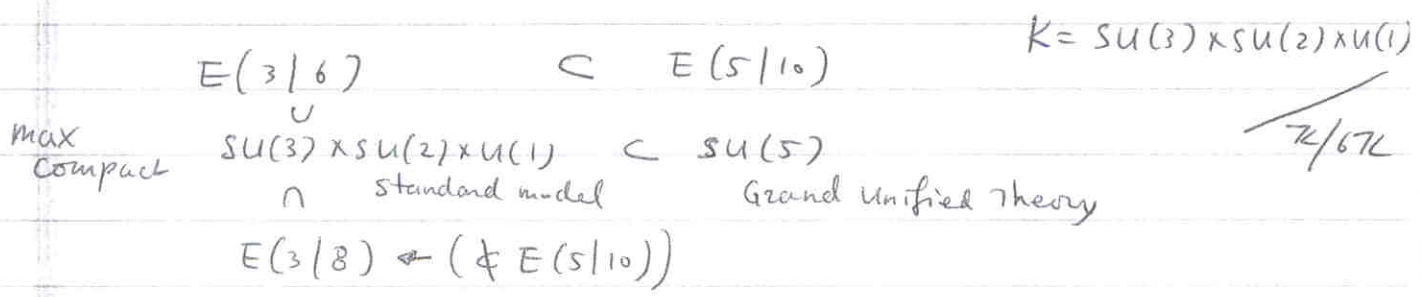 K = SU(3) × SU(2) × U(1)
E(3|6) ⊂ E(5|10)
∪
/ ℤ/6ℤ
max compact SU(3) × SU(2) × U(1) ⊂ SU(5)
∩ Standard model Grand Unified Theory
E(3|8) ← (⊄ E(5|10))